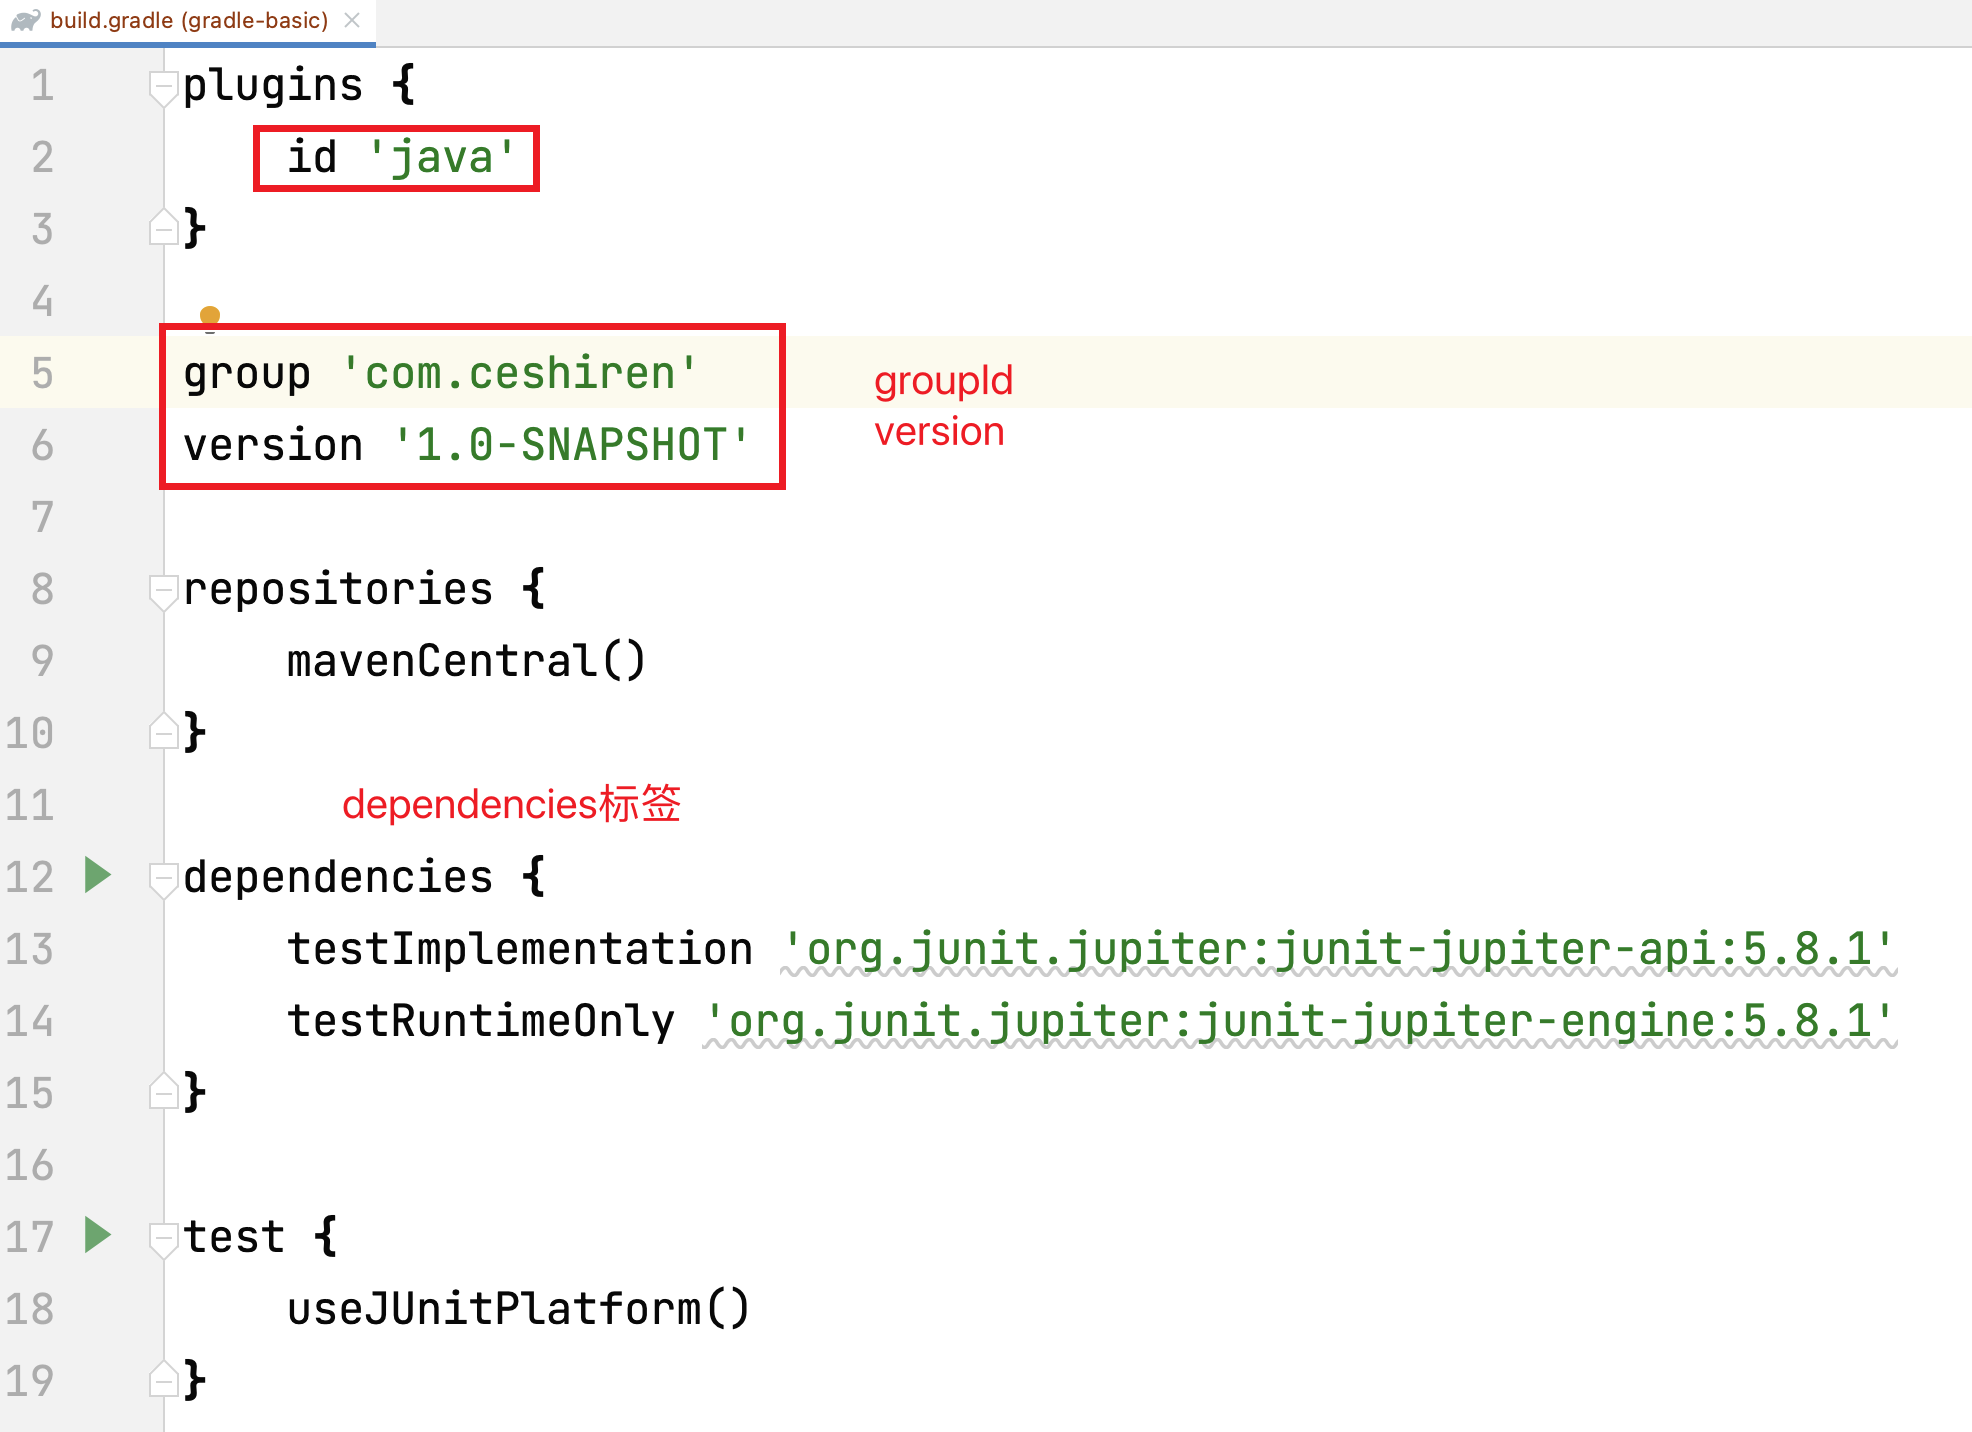 build.gradle (gradle-basic)
1 plugins {
2 id 'java'
3 }
4
5 group 'com.ceshiren' groupId
6 version '1.0-SNAPSHOT' version
7
8 repositories {
9 mavenCentral()
10 }
11 dependencies标签
12 dependencies {
13 testImplementation 'org.junit.jupiter:junit-jupiter-api:5.8.1'
14 testRuntimeOnly 'org.junit.jupiter:junit-jupiter-engine:5.8.1'
15 }
16
17 test {
18 useJUnitPlatform()
19 }